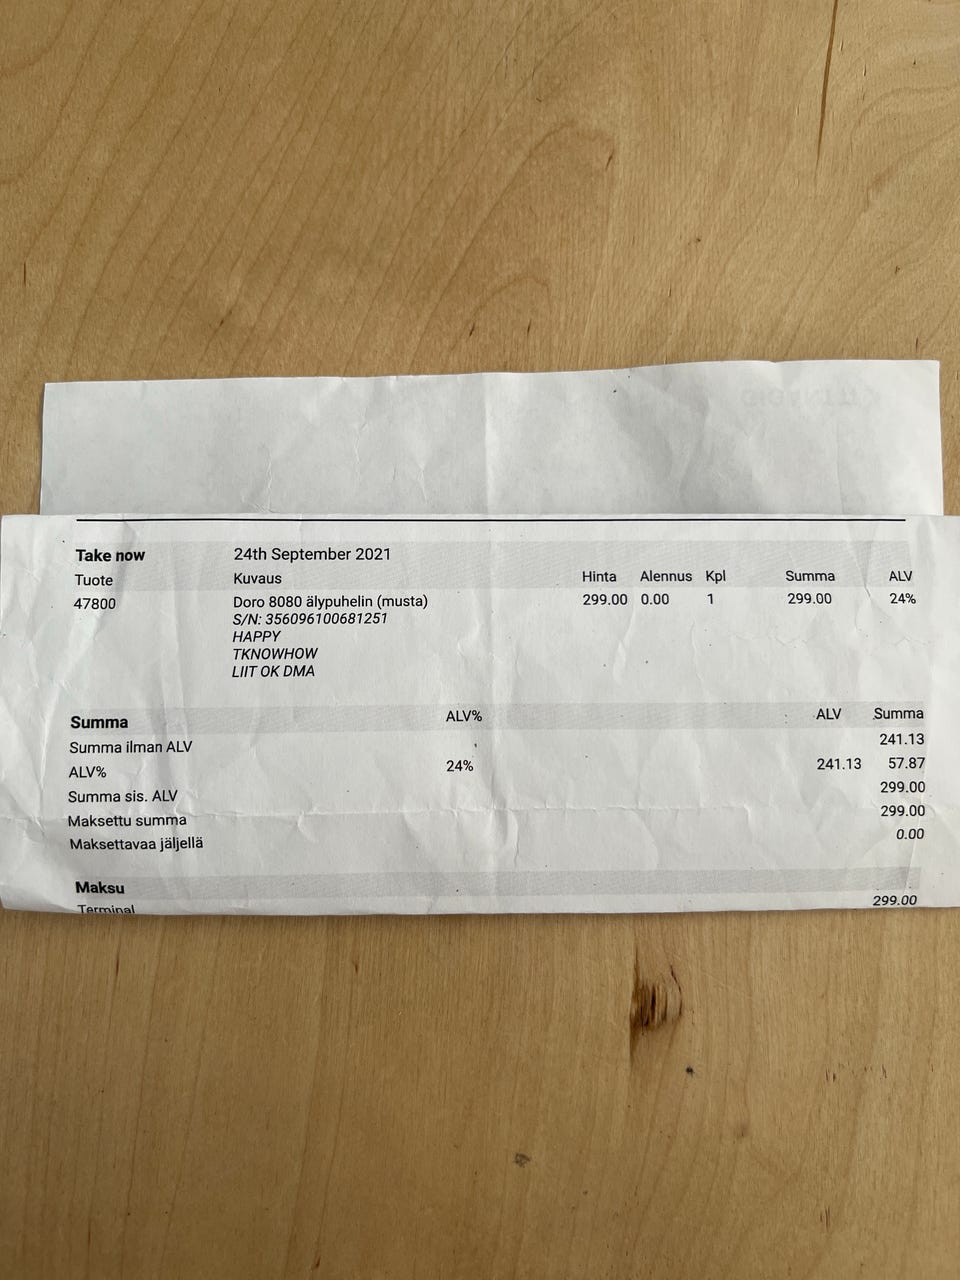 Take now 24th September 2021
Tuote Kuvaus Hinta Alennus Kpl Summa ALV
47800 Doro 8080 älypuhelin (musta) 299.00 0.00 1 299.00 24%
S/N: 356096100681251
HAPPY
TKNOWHOW
LIIT OK DMA
Summa ALV% ALV Summa
Summa ilman ALV 241.13
ALV% 24% 241.13 57.87
Summa sis. ALV 299.00
Maksettu summa 299.00
Maksettavaa jäljellä 0.00
Maksu
Terminal 299.00